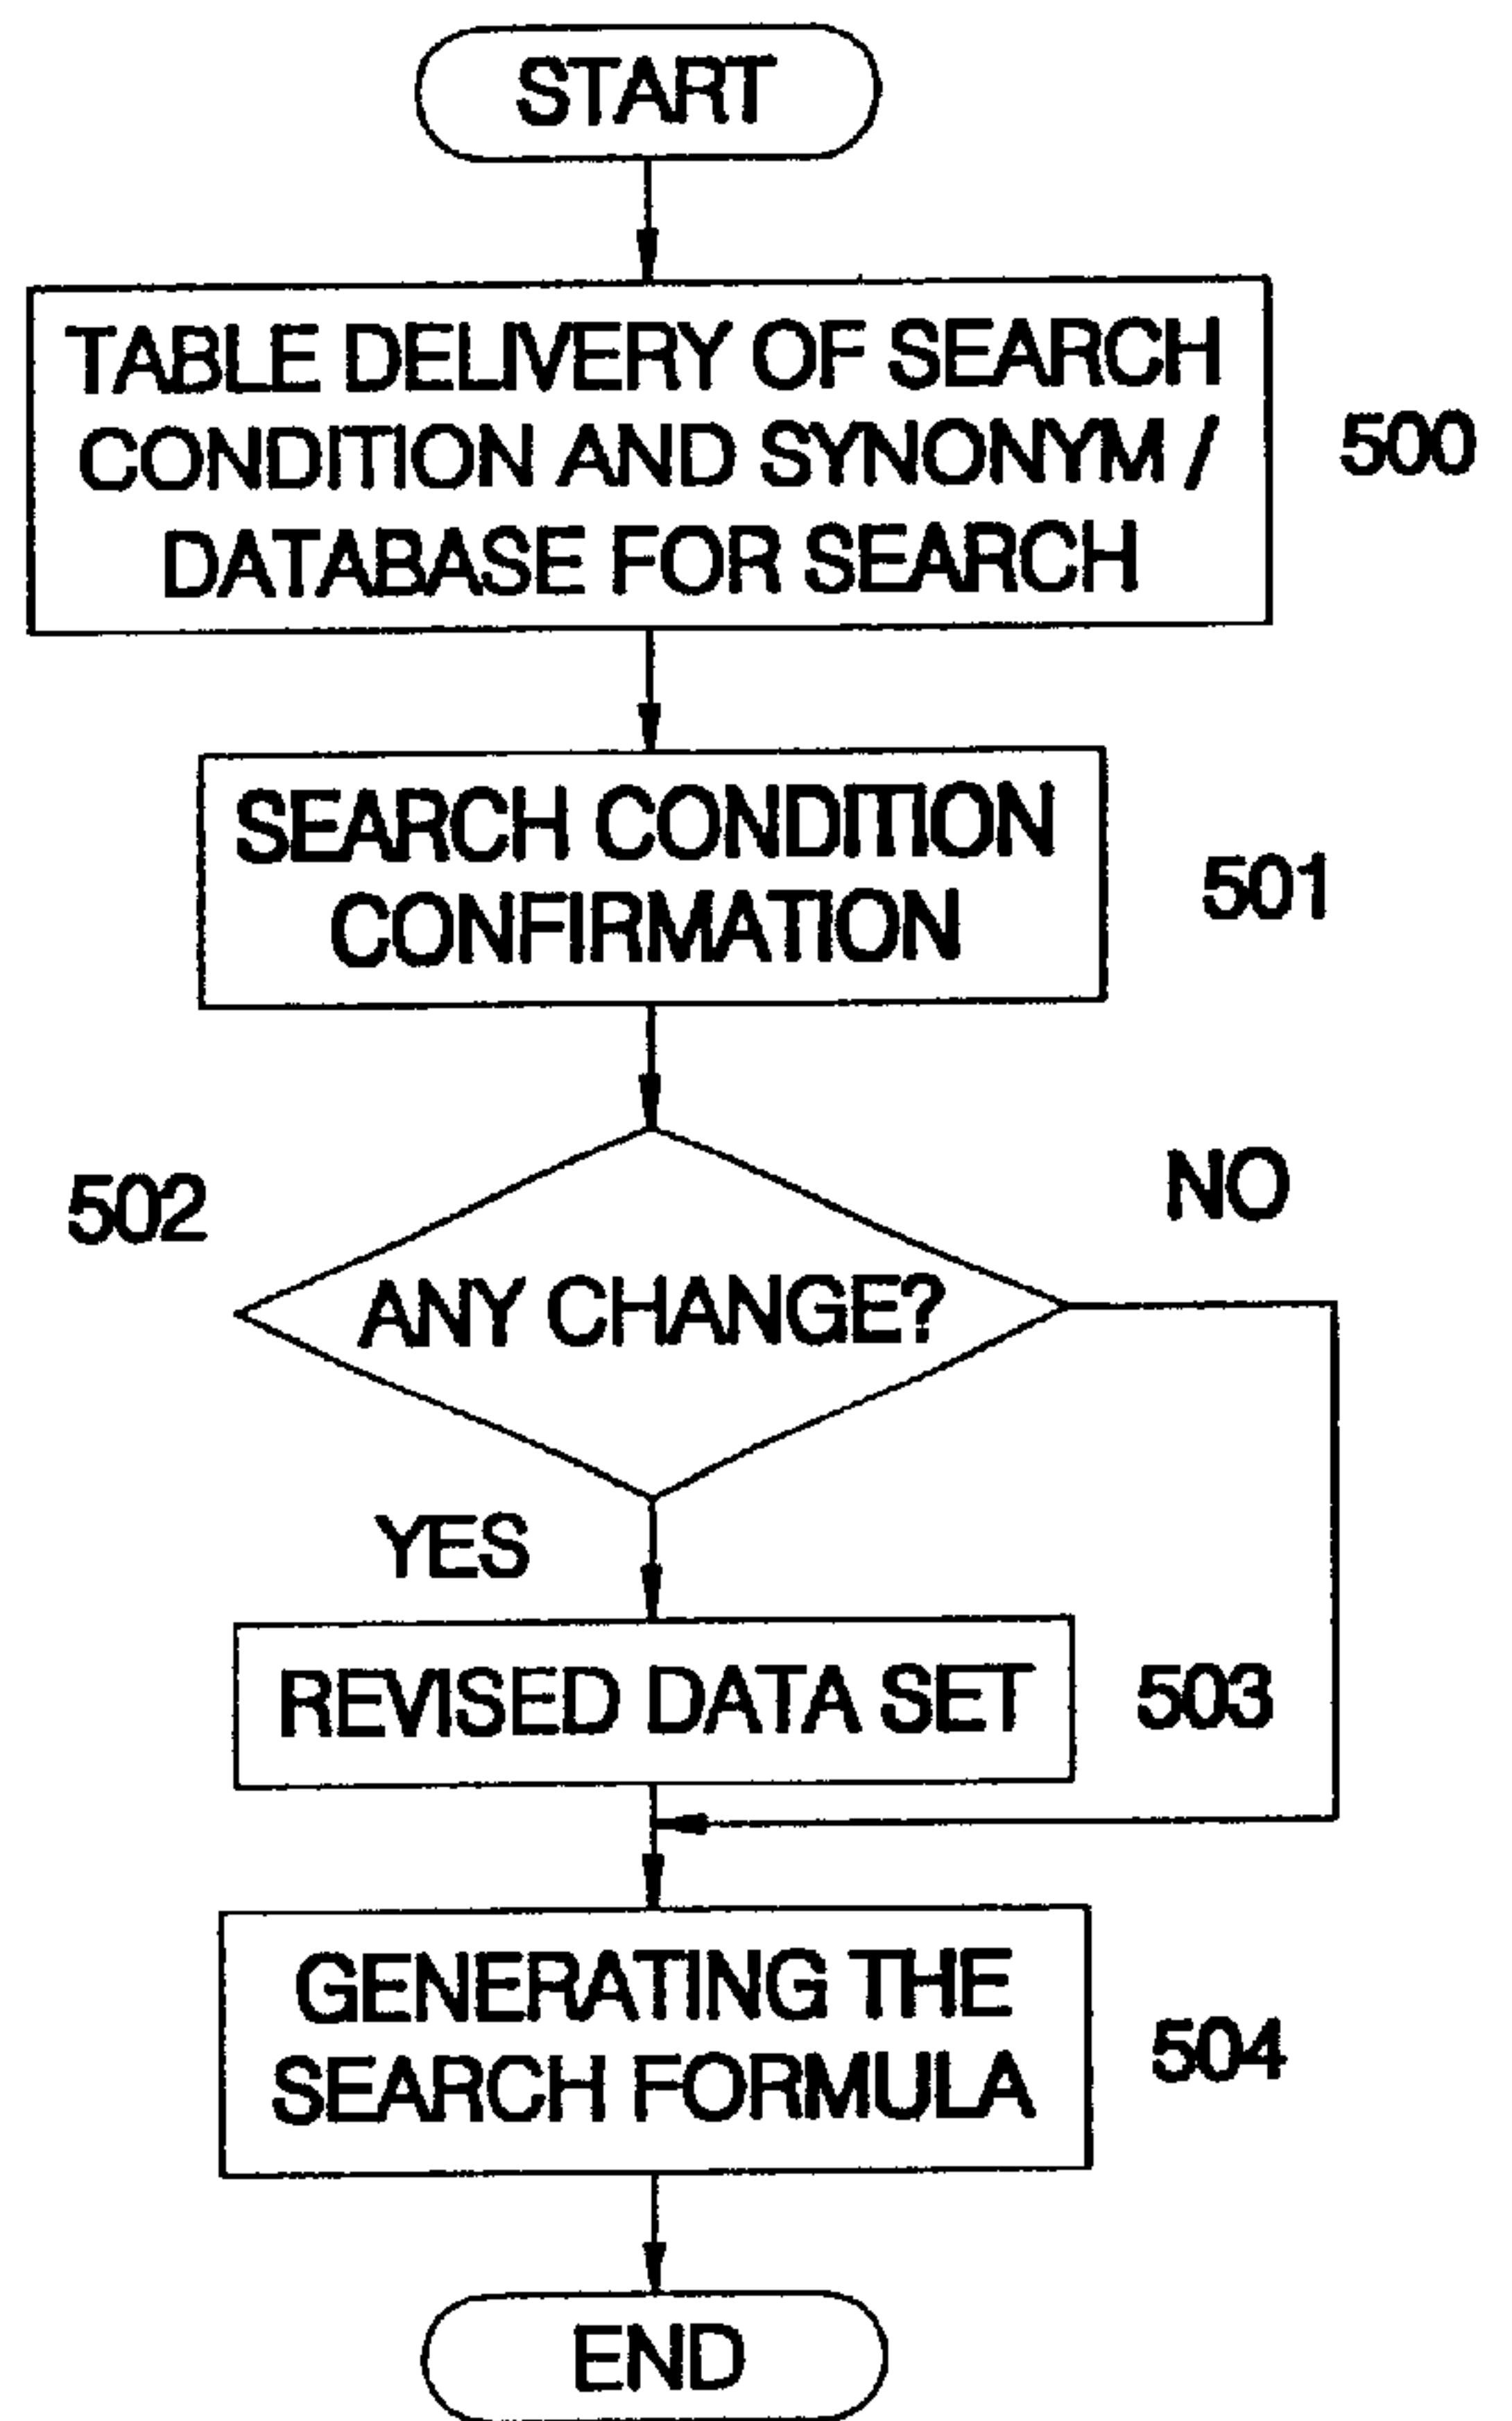 START
TABLE DELIVERY OF SEARCH
CONDITION AND SYNONYM /
DATABASE FOR SEARCH
500
SEARCH CONDITION
CONFIRMATION
501
502
NO
ANY CHANGE?
YES
REVISED DATA SET
503
GENERATING THE
SEARCH FORMULA
504
END